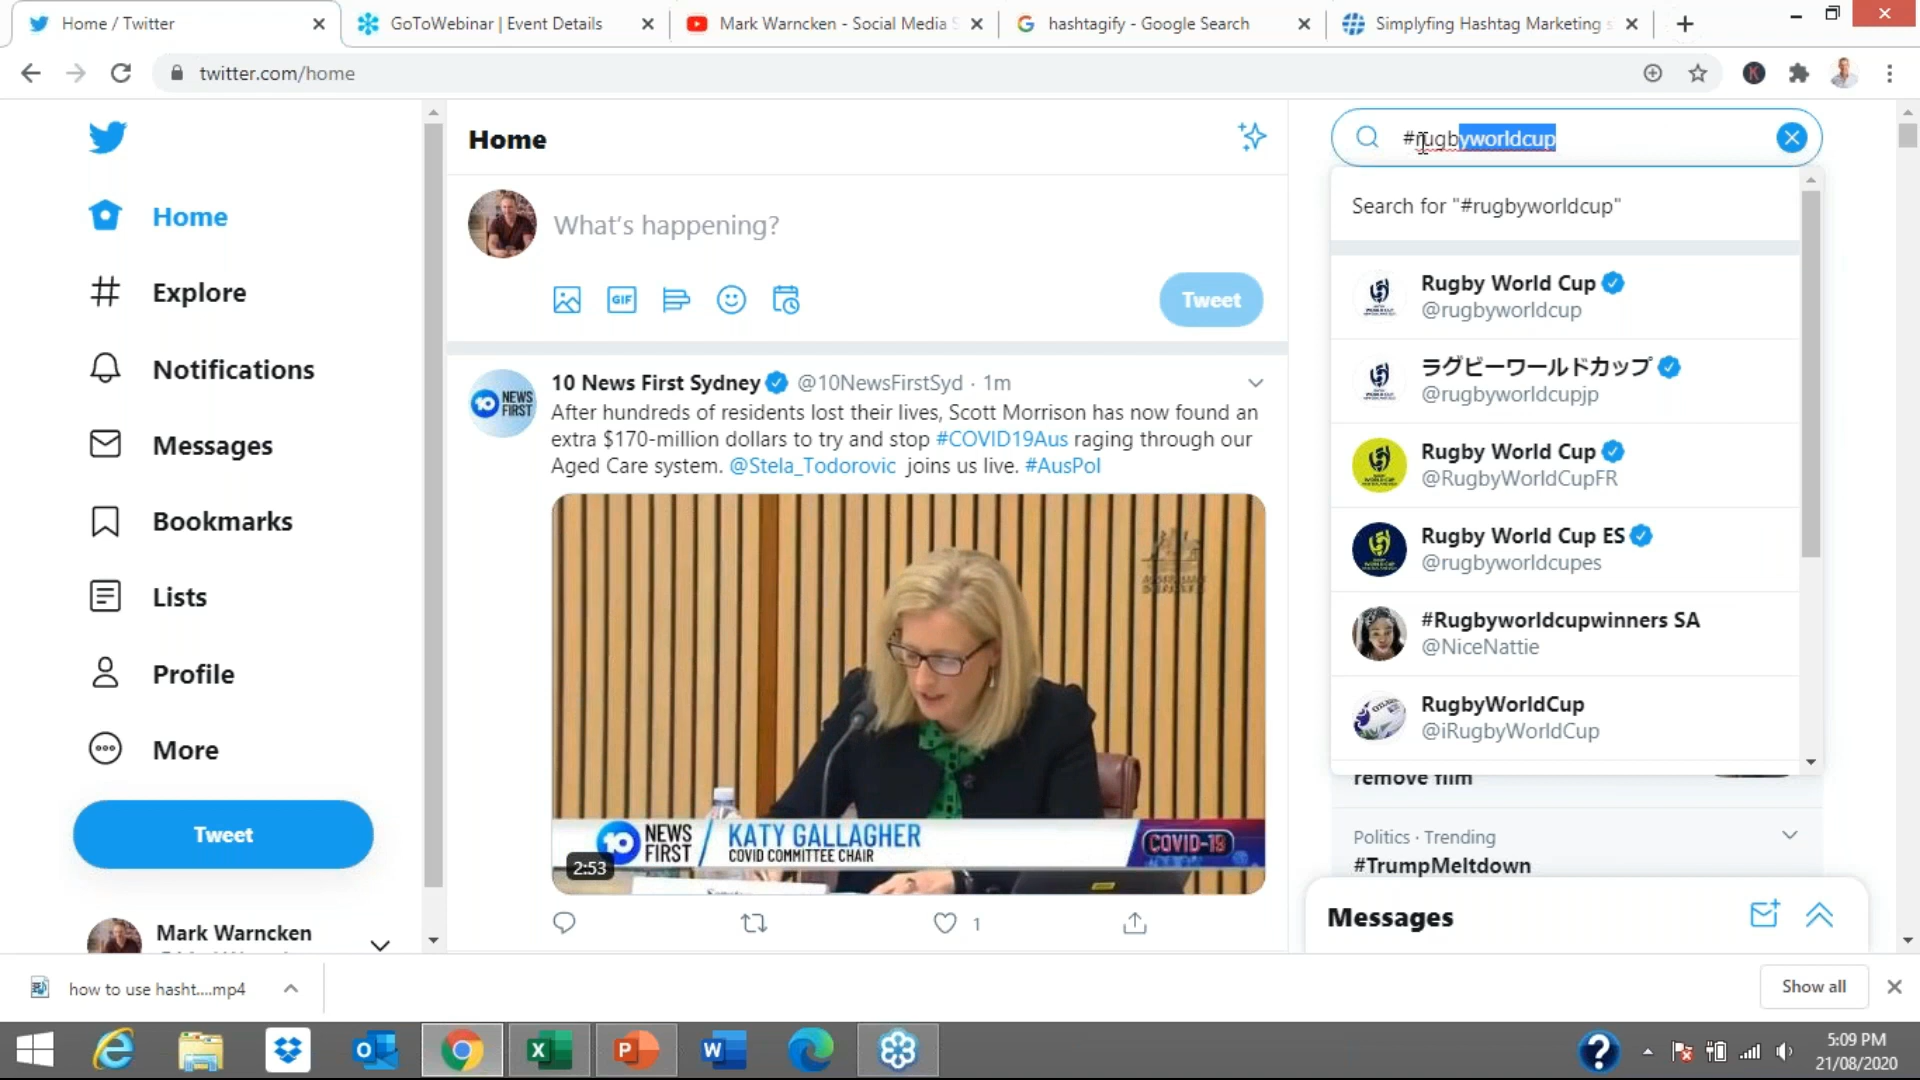 Home / Twitter
GoToWebinar | Event Details
Mark Warncken - Social Media S
hashtagify - Google Search
Simplyfing Hashtag Marketing s
twitter.com/home
K
Home
Explore
Notifications
Messages
Bookmarks
Lists
Profile
More
Tweet
Mark Warncken
Home
What's happening?
GIF
Tweet
10 News First Sydney @10NewsFirstSyd · 1m
After hundreds of residents lost their lives, Scott Morrison has now found an
extra $170-million dollars to try and stop #COVID19Aus raging through our
Aged Care system. @Stela_Todorovic joins us live. #AusPol
10 NEWS FIRST
10 NEWS FIRST
KATY GALLAGHER
COVID COMMITTEE CHAIR
COVID-19
2:53
1
#rugbyworldcup
Search for "#rugbyworldcup"
Rugby World Cup
@rugbyworldcup
ラグビーワールドカップ
@rugbyworldcupjp
Rugby World Cup
@RugbyWorldCupFR
Rugby World Cup ES
@rugbyworldcupes
#Rugbyworldcupwinners SA
@NiceNattie
RugbyWorldCup
@iRugbyWorldCup
remove film
Politics · Trending
#TrumpMeltdown
Messages
how to use hasht....mp4
Show all
5:09 PM
21/08/2020